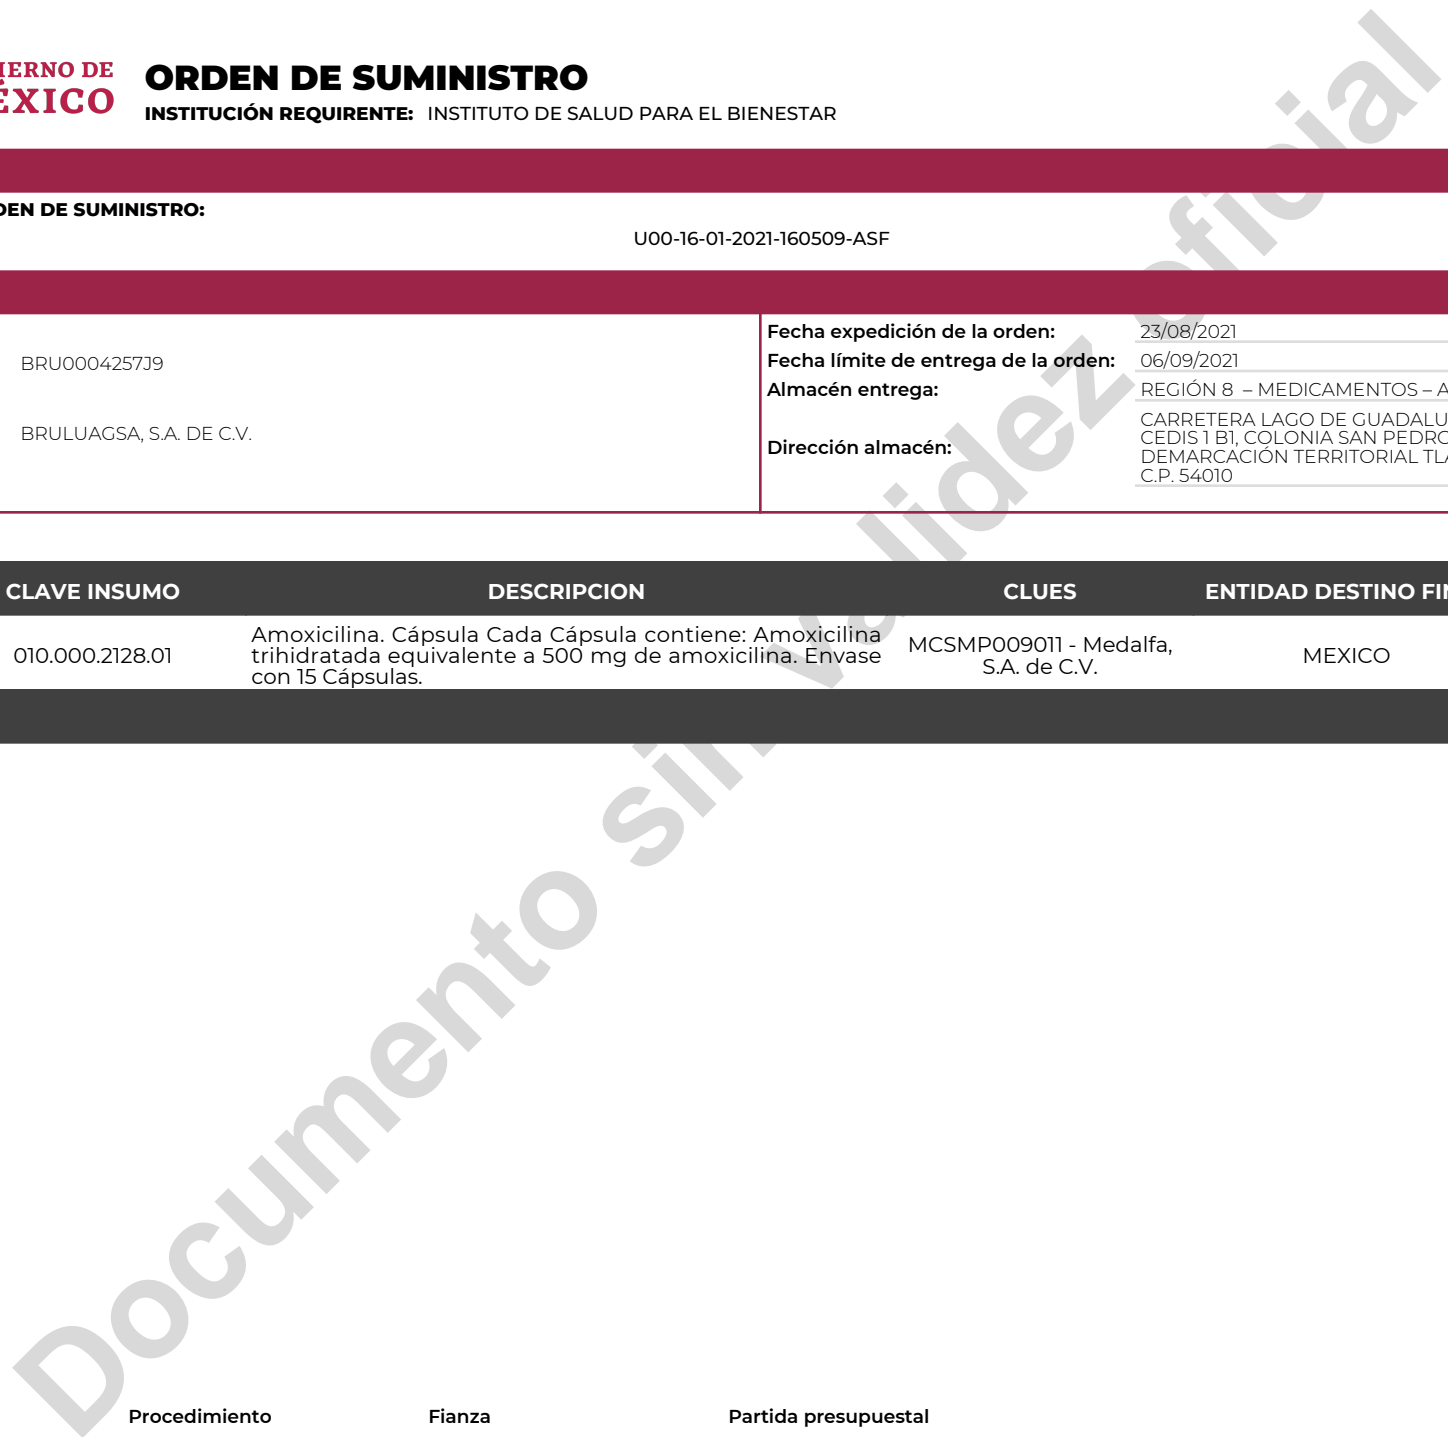 IERNO DE
ÉXICO
ORDEN DE SUMINISTRO
INSTITUCIÓN REQUIRENTE: INSTITUTO DE SALUD PARA EL BIENESTAR
DEN DE SUMINISTRO:
U00-16-01-2021-160509-ASF
BRU0004257J9
BRULUAGSA, S.A. DE C.V.
Fecha expedición de la orden: 23/08/2021
Fecha límite de entrega de la orden: 06/09/2021
Almacén entrega: REGIÓN 8 – MEDICAMENTOS – A
Dirección almacén:
CARRETERA LAGO DE GUADALU
CEDIS 1 B1, COLONIA SAN PEDRO
DEMARCACIÓN TERRITORIAL TLA
C.P. 54010
CLAVE INSUMO DESCRIPCION CLUES ENTIDAD DESTINO FIN
010.000.2128.01
Amoxicilina. Cápsula Cada Cápsula contiene: Amoxicilina
trihidratada equivalente a 500 mg de amoxicilina. Envase
con 15 Cápsulas.
MCSMP009011 - Medalfa,
S.A. de C.V.
MEXICO
Documento sin validez oficial
Procedimiento Fianza Partida presupuestal